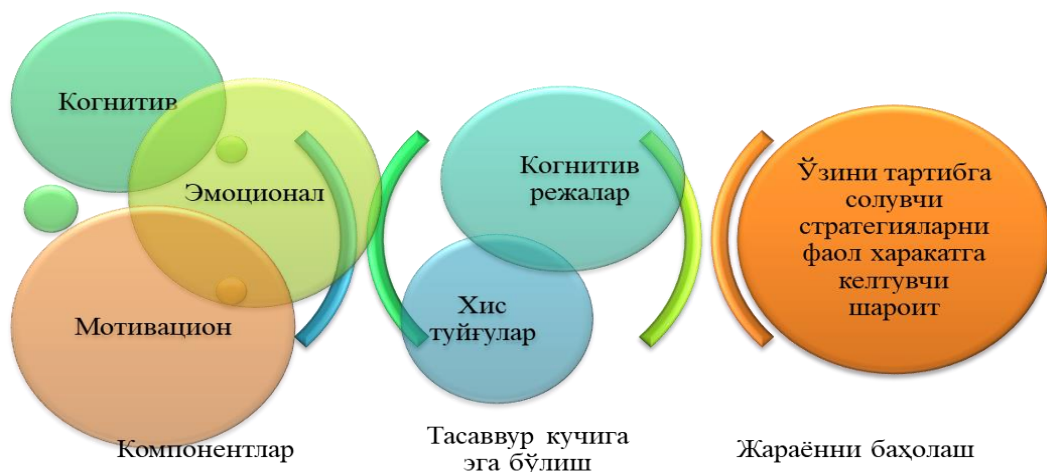 Когнитив
Эмоционал
Мотивацион
Компонентлар
Когнитив
режалар
Хис
туйғулар
Тасаввур кучига
эга бўлиш
Ўзини тартибга
солувчи
стратегияларни
фаол харакатга
келтувчи
шароит
Жараённи баҳолаш